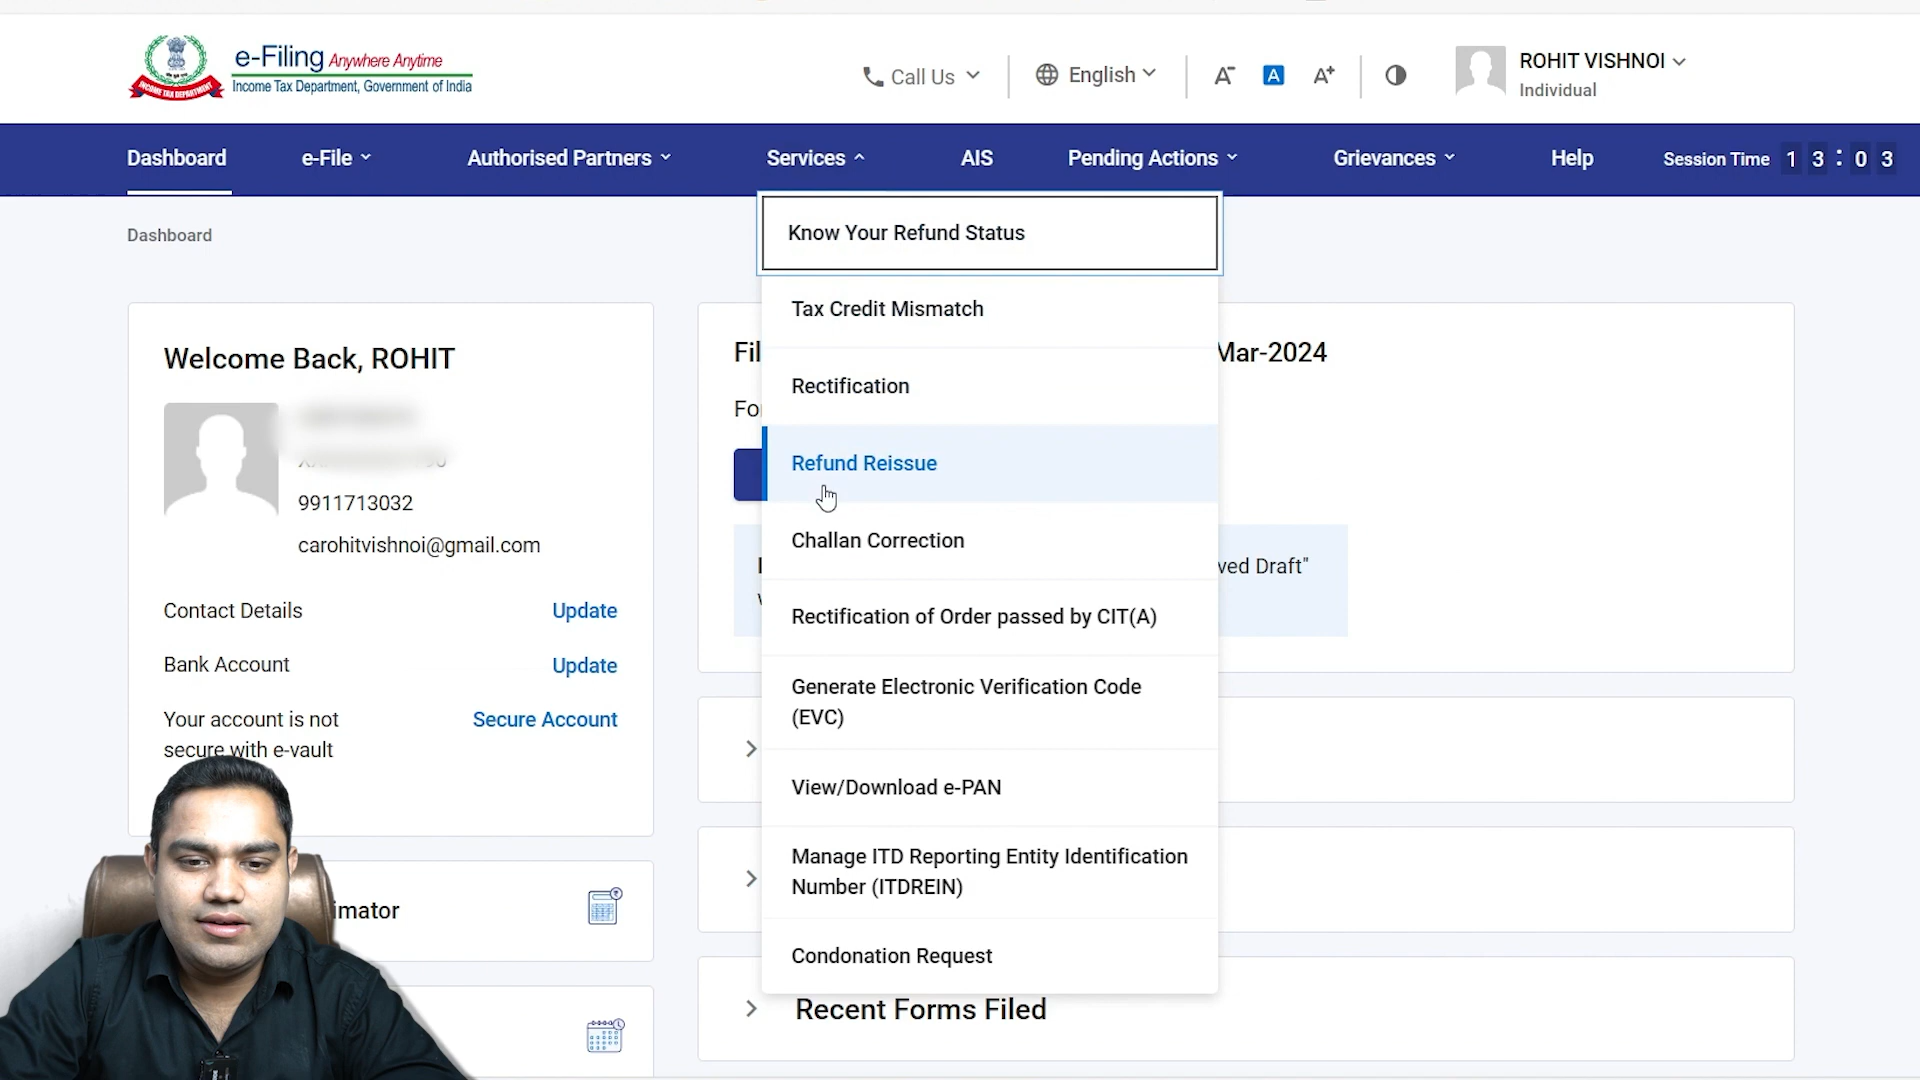 e-Filing Anywhere Anytime
Income Tax Department, Government of India
INCOME TAX DEPARTMENT
Call Us
English
A-
A
A+
ROHIT VISHNOI
Individual
Dashboard
e-File
Authorised Partners
Services
AIS
Pending Actions
Grievances
Help
Session Time 13:03
Dashboard
Know Your Refund Status
Tax Credit Mismatch
Rectification
Refund Reissue
Challan Correction
Rectification of Order passed by CIT(A)
Generate Electronic Verification Code
(EVC)
View/Download e-PAN
Manage ITD Reporting Entity Identification
Number (ITDREIN)
Condonation Request
Welcome Back, ROHIT
9911713032
carohitvishnoi@gmail.com
Contact Details Update
Bank Account Update
Your account is not Secure Account
secure with e-vault
imator
Fil Mar-2024
Fo
ved Draft"
Recent Forms Filed